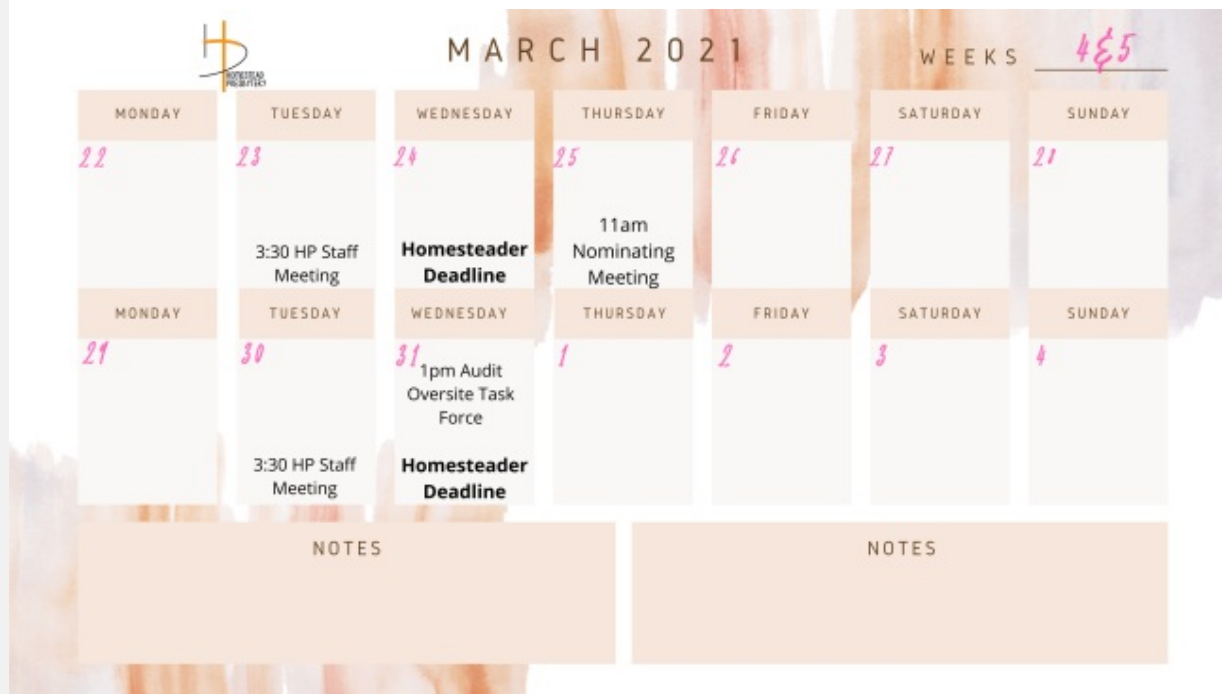 HOMESTEAD
PRESBYTERY
MARCH 2021
WEEKS 4&5
MONDAY TUESDAY WEDNESDAY THURSDAY FRIDAY SATURDAY SUNDAY
22 23 24 25 26 27 28
11am
Nominating
Meeting
3:30 HP Staff
Meeting
Homesteader
Deadline
MONDAY TUESDAY WEDNESDAY THURSDAY FRIDAY SATURDAY SUNDAY
29 30 31 1 2 3 4
1pm Audit
Oversite Task
Force
3:30 HP Staff
Meeting
Homesteader
Deadline
NOTES NOTES